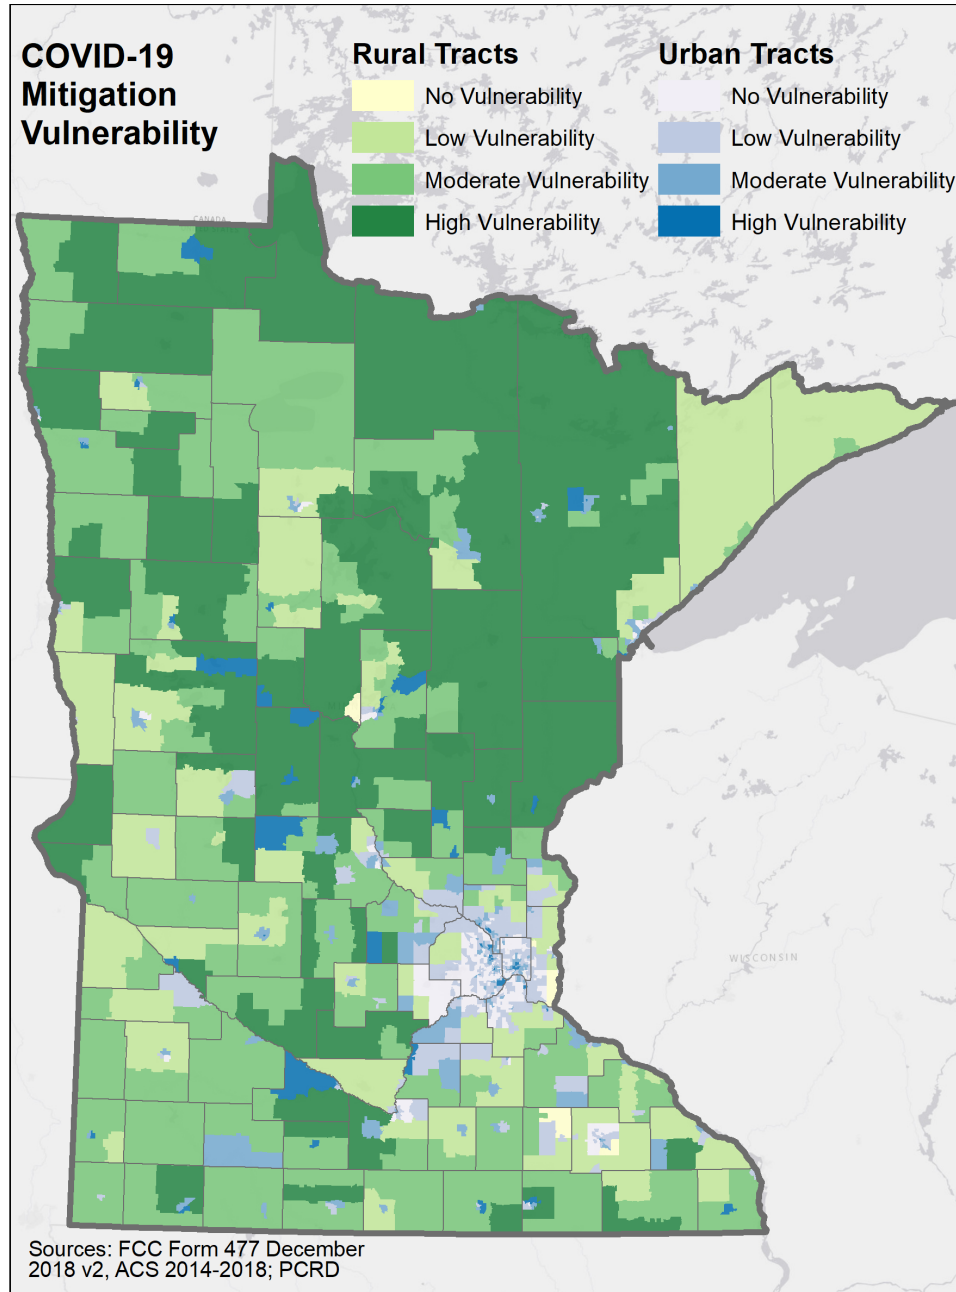 COVID-19
Mitigation
Vulnerability
Rural Tracts
No Vulnerability
Low Vulnerability
Moderate Vulnerability
High Vulnerability
Urban Tracts
No Vulnerability
Low Vulnerability
Moderate Vulnerability
High Vulnerability
CANADA
WISCONSIN
Sources: FCC Form 477 December
2018 v2, ACS 2014-2018; PCRD